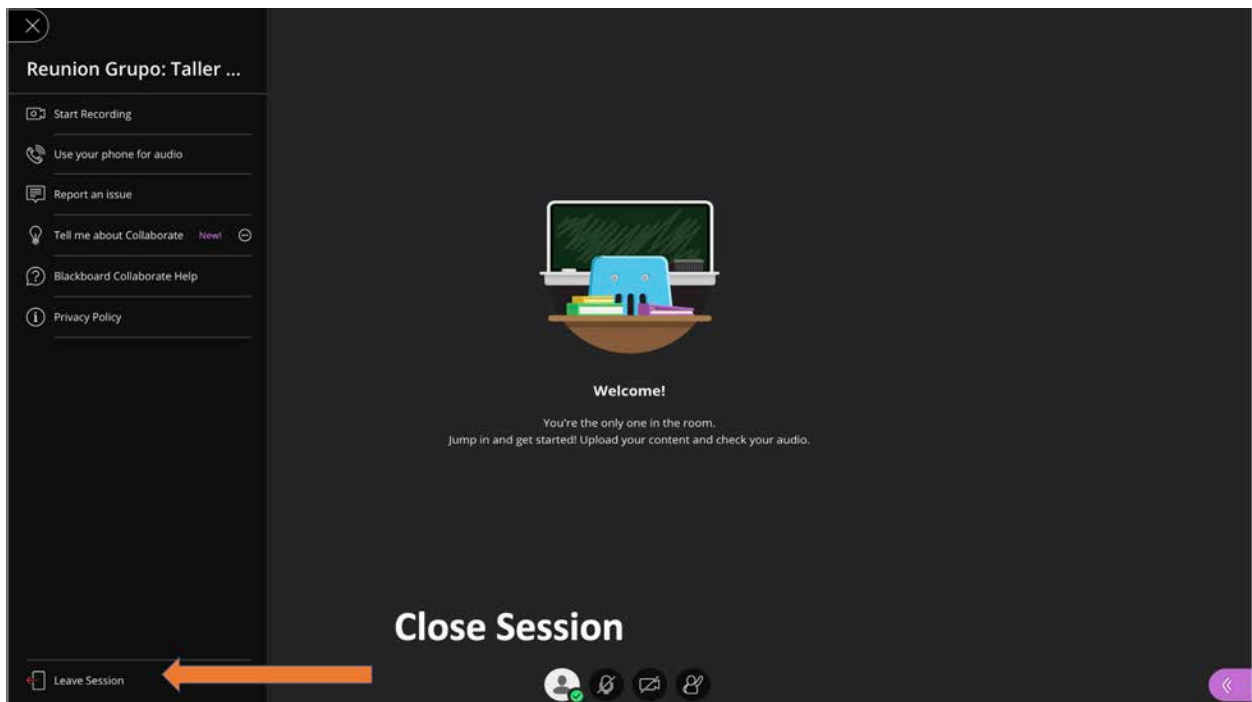 Reunion Grupo: Taller ...
Start Recording
Use your phone for audio
Report an issue
Tell me about Collaborate New!
Blackboard Collaborate Help
Privacy Policy
Welcome!
You're the only one in the room.
Jump in and get started! Upload your content and check your audio.
Close Session
Leave Session